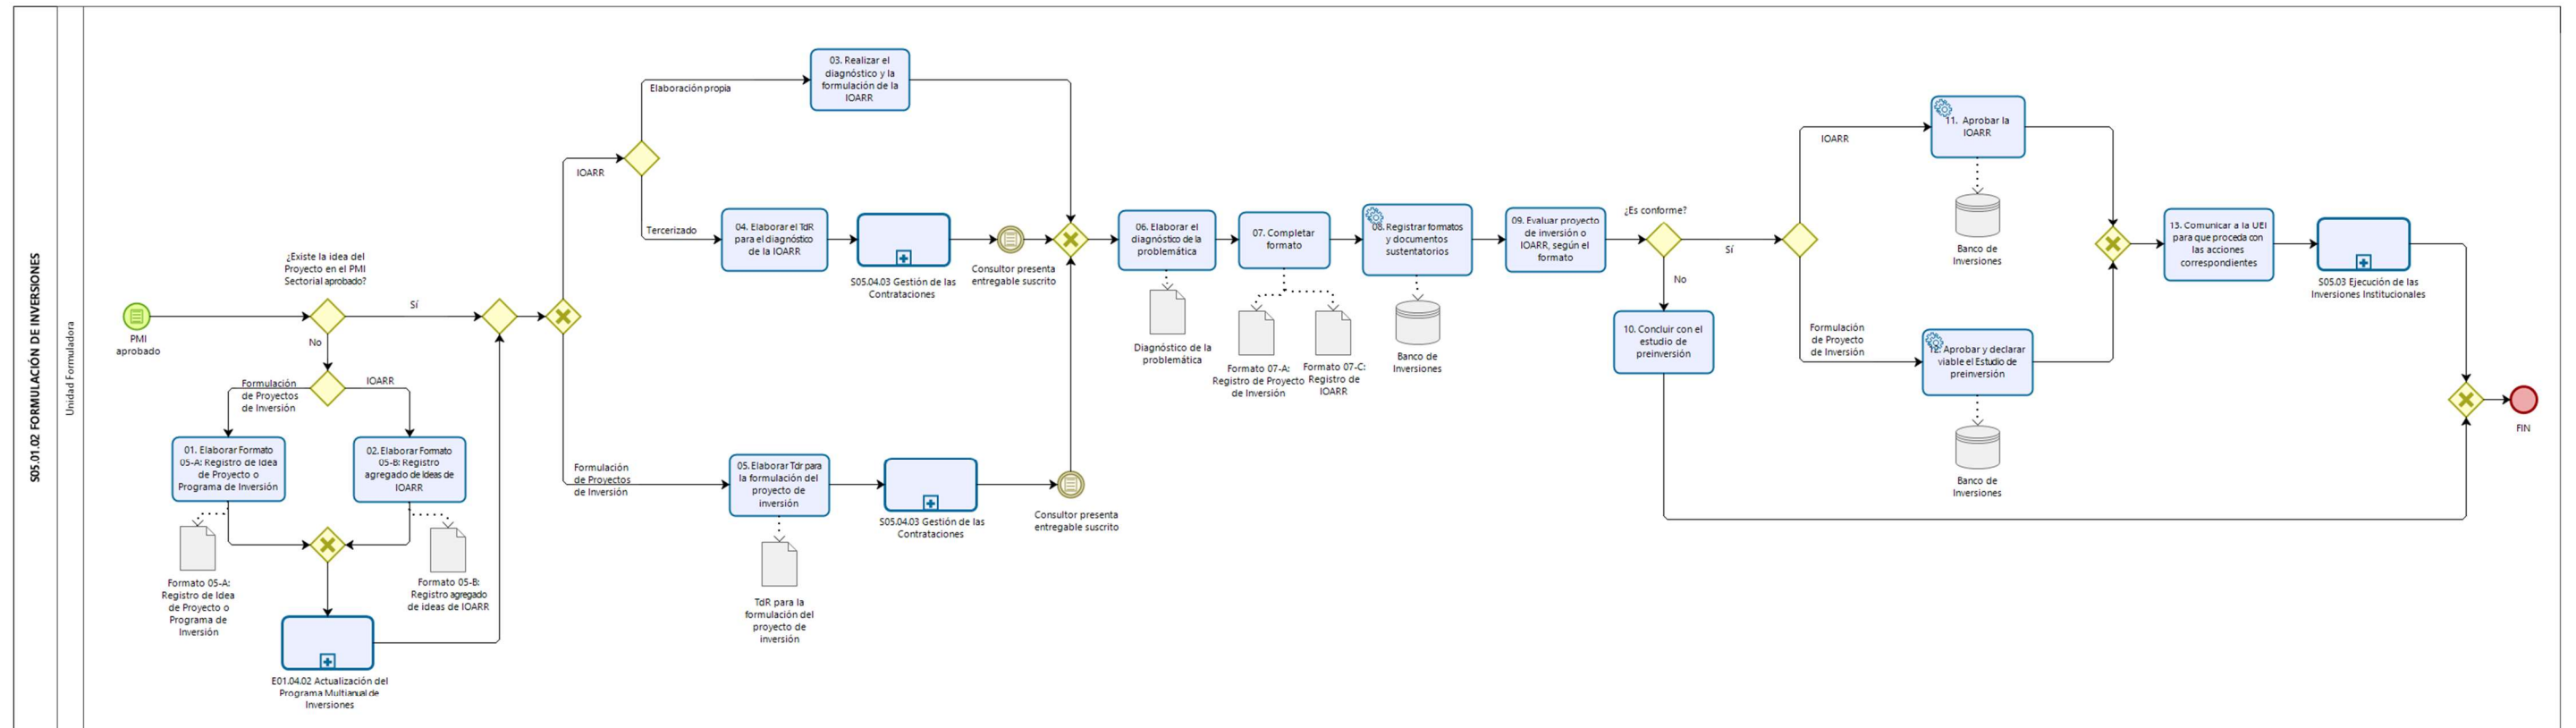 S05.01.02 FORMULACIÓN DE INVERSIONES
Unidad Formuladora
PMI
aprobado
¿Existe la idea del
Proyecto en el PMI
Sectorial aprobado?
Sí
No
Formulación
de Proyectos
de Inversión
IOARR
01. Elaborar Formato
05-A: Registro de Idea
de Proyecto o
Programa de Inversión
02. Elaborar Formato
05-B: Registro
agregado de Ideas de
IOARR
Formato 05-A:
Registro de Idea
de Proyecto o
Programa de
Inversión
Formato 05-B:
Registro agregado
de ideas de IOARR
E01.04.02 Actualización del
Programa Multianual de
Inversiones
IOARR
Elaboración propia
03. Realizar el
diagnóstico y la
formulación de la
IOARR
Tercerizado
04. Elaborar el TdR
para el diagnóstico
de la IOARR
S05.04.03 Gestión de las
Contrataciones
Consultor presenta
entregable suscrito
Formulación
de Proyectos
de Inversión
05. Elaborar Tdr para
la formulación del
proyecto de
inversión
TdR para la
formulación del
proyecto de
inversión
S05.04.03 Gestión de las
Contrataciones
Consultor presenta
entregable suscrito
06. Elaborar el
diagnóstico de la
problemática
Diagnóstico de la
problemática
07. Completar
formato
Formato 07-A:
Registro de Proyecto
de Inversión
Formato 07-C:
Registro de
IOARR
08. Registrar formatos
y documentos
sustentatorios
Banco de
Inversiones
09. Evaluar proyecto
de inversión o
IOARR, según el
formato
¿Es conforme?
Sí
No
10. Concluir con el
estudio de
preinversión
IOARR
11. Aprobar la
IOARR
Banco de
Inversiones
Formulación
de Proyecto
de Inversión
12. Aprobar y declarar
viable el Estudio de
preinversión
Banco de
Inversiones
13. Comunicar a la UEI
para que proceda con
las acciones
correspondientes
S05.03 Ejecución de las
Inversiones Institucionales
FIN